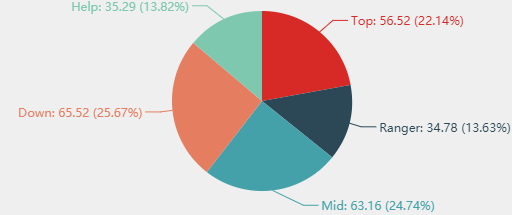 Help: 35.29 (13.82%)
Top: 56.52 (22.14%)
Down: 65.52 (25.67%)
Ranger: 34.78 (13.63%)
Mid: 63.16 (24.74%)